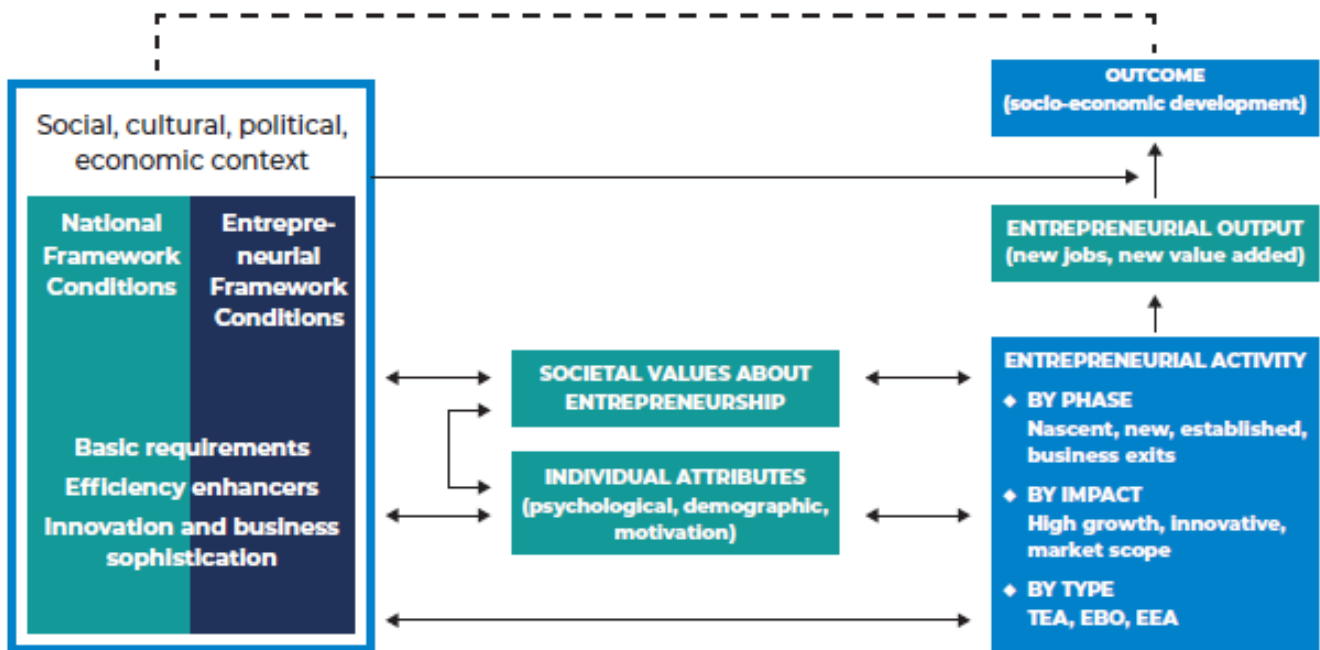 Social, cultural, political,
economic context
National
Framework
Conditions
Entrepre-
neurial
Framework
Conditions
Basic requirements
Efficiency enhancers
Innovation and business
sophistication
SOCIETAL VALUES ABOUT
ENTREPRENEURSHIP
INDIVIDUAL ATTRIBUTES
(psychological, demographic,
motivation)
OUTCOME
(socio-economic development)
ENTREPRENEURIAL OUTPUT
(new jobs, new value added)
ENTREPRENEURIAL ACTIVITY
◆ BY PHASE
Nascent, new, established,
business exits
◆ BY IMPACT
High growth, innovative,
market scope
◆ BY TYPE
TEA, EBO, EEA